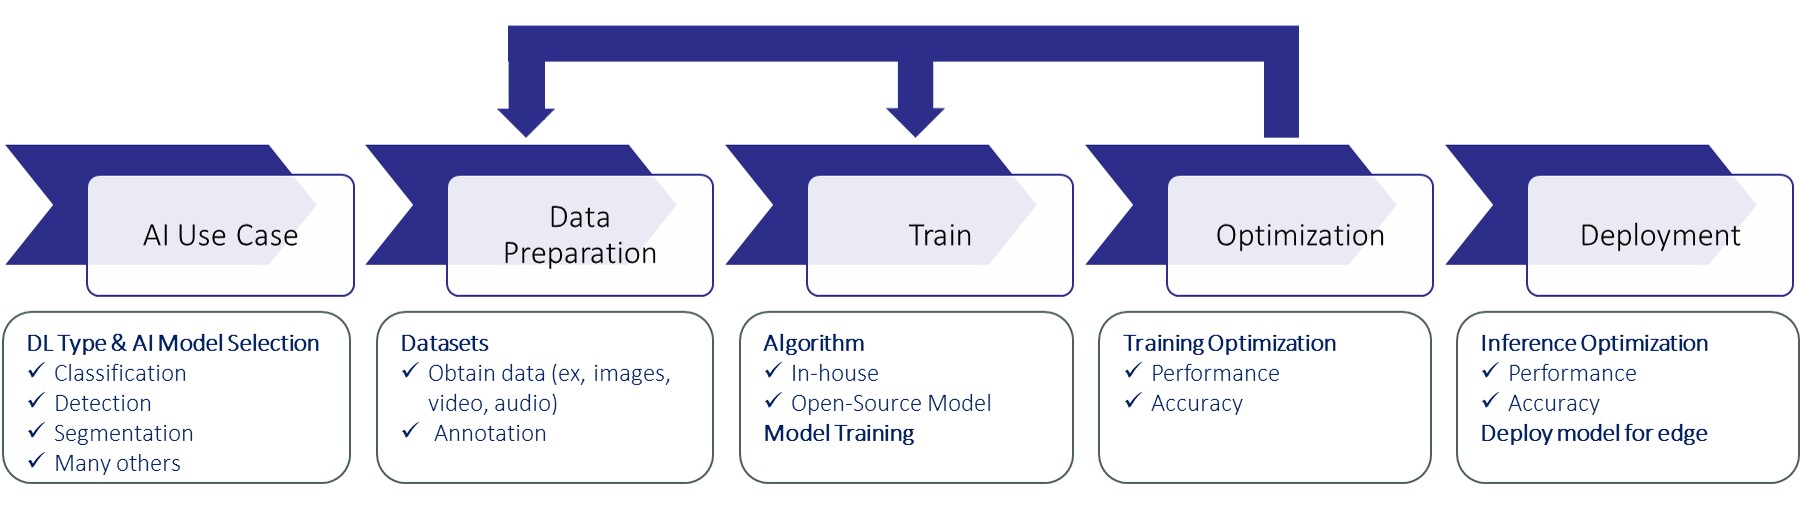 AI Use Case
Data
Preparation
Train
Optimization
Deployment
DL Type & AI Model Selection
✓ Classification
✓ Detection
✓ Segmentation
✓ Many others
Datasets
✓ Obtain data (ex, images,
video, audio)
✓ Annotation
Algorithm
✓ In-house
✓ Open-Source Model
Model Training
Training Optimization
✓ Performance
✓ Accuracy
Inference Optimization
✓ Performance
✓ Accuracy
Deploy model for edge